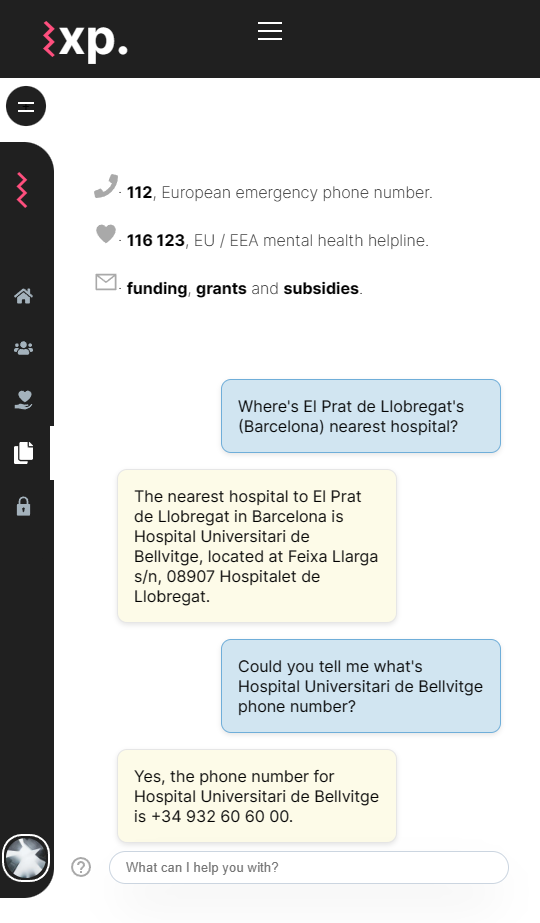 xp.
· 112, European emergency phone number.
· 116 123, EU / EEA mental health helpline.
· funding, grants and subsidies.
Where's El Prat de Llobregat's
(Barcelona) nearest hospital?
The nearest hospital to El Prat
de Llobregat in Barcelona is
Hospital Universitari de
Bellvitge, located at Feixa Llarga
s/n, 08907 Hospitalet de
Llobregat.
Could you tell me what's
Hospital Universitari de Bellvitge
phone number?
Yes, the phone number for
Hospital Universitari de Bellvitge
is +34 932 60 60 00.
What can I help you with?